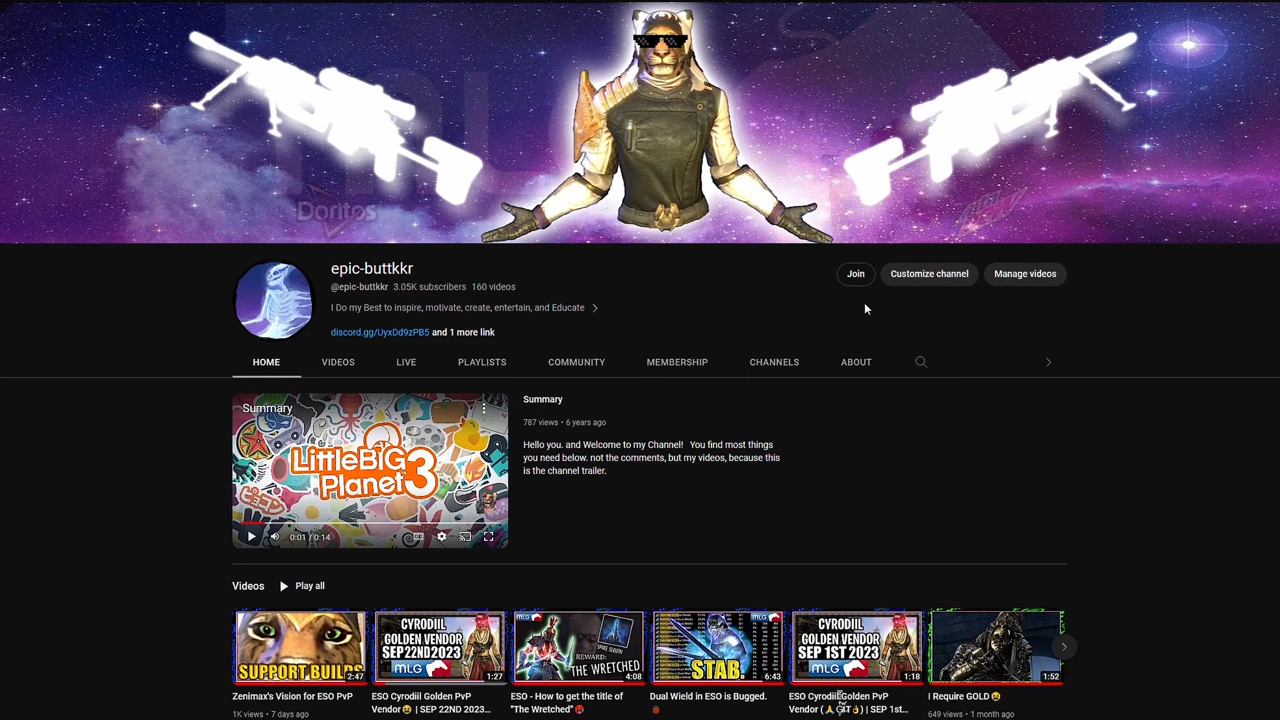 Doritos
epic-buttkkr
Join
Customize channel
Manage videos
@epic-buttkkr 3.05K subscribers 160 videos
I Do my Best to inspire, motivate, create, entertain, and Educate
discord.gg/UyxDd9zPB5 and 1 more link
HOME VIDEOS LIVE PLAYLISTS COMMUNITY MEMBERSHIP CHANNELS ABOUT
Summary
LittleBIG
Planet 3
0:01 / 0:14
Summary
787 views • 6 years ago
Hello you. and Welcome to my Channel! You find most things
you need below. not the comments, but my videos, because this
is the channel trailer.
Videos Play all
SUPPORT BUILDS
2:47
CYRODIIL
GOLDEN VENDOR
SEP 22ND 2023
MLG
1:27
MLG
REWARD:
THE WRETCHED
4:08
MLG
STAB
6:43
CYRODIIL
GOLDEN VENDOR
SEP 1ST 2023
MLG
1:18
1:52
Zenimax's Vision for ESO PvP
1K views • 7 days ago
ESO Cyrodiil Golden PvP
Vendor😆 | SEP 22ND 2023...
ESO - How to get the title of
"The Wretched"🥵
Dual Wield in ESO is Bugged.
🐞
ESO Cyrodiil Golden PvP
| SEP 1st...
I Require GOLD😆
649 views • 1 month ago